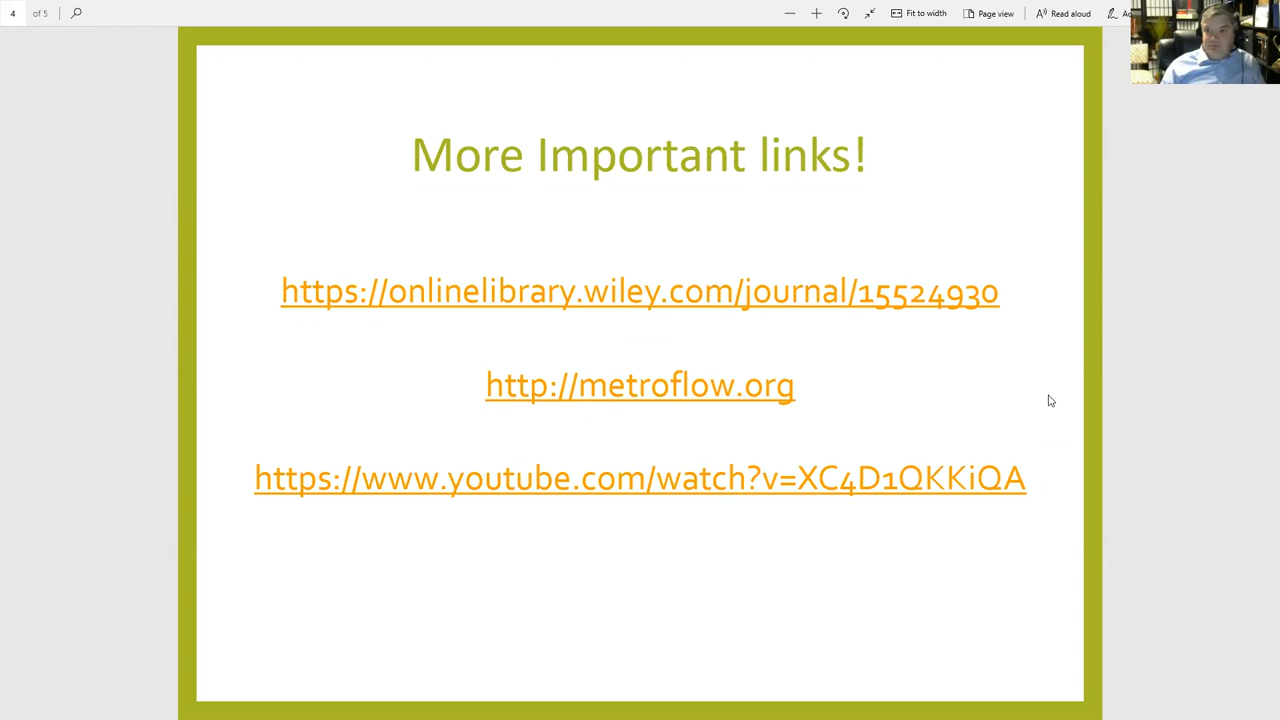 4 of 5 Fit to width Page view Read aloud
More Important links!
https://onlinelibrary.wiley.com/journal/15524930
http://metroflow.org
https://www.youtube.com/watch?v=XC4D1QKKiQA